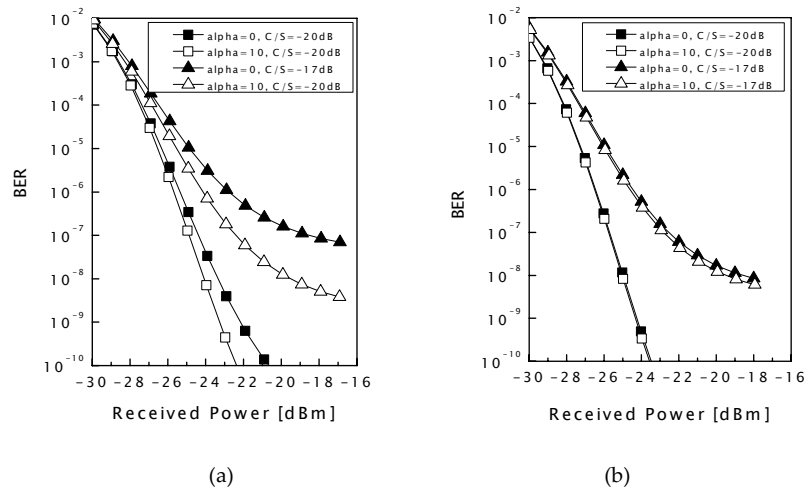 10^-2
10^-3
10^-4
10^-5
10^-6
10^-7
10^-8
10^-9
10^-10
BER
alpha=0, C/S=-20dB
alpha=10, C/S=-20dB
alpha=0, C/S=-17dB
alpha=10, C/S=-20dB
-30 -28 -26 -24 -22 -20 -18 -16
Received Power [dBm]
(a)
10^-2
10^-3
10^-4
10^-5
10^-6
10^-7
10^-8
10^-9
10^-10
BER
alpha=0, C/S=-20dB
alpha=10, C/S=-20dB
alpha=0, C/S=-17dB
alpha=10, C/S=-17dB
-30 -28 -26 -24 -22 -20 -18 -16
Received Power [dBm]
(b)